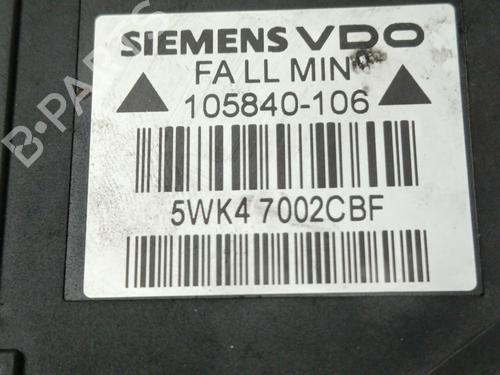 SIEMENS VDO
FA LL MIN
105840-106
5WK4 7002CBF
B-PARTS